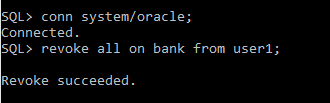 SQL> conn system/oracle;
Connected.
SQL> revoke all on bank from user1;
Revoke succeeded.